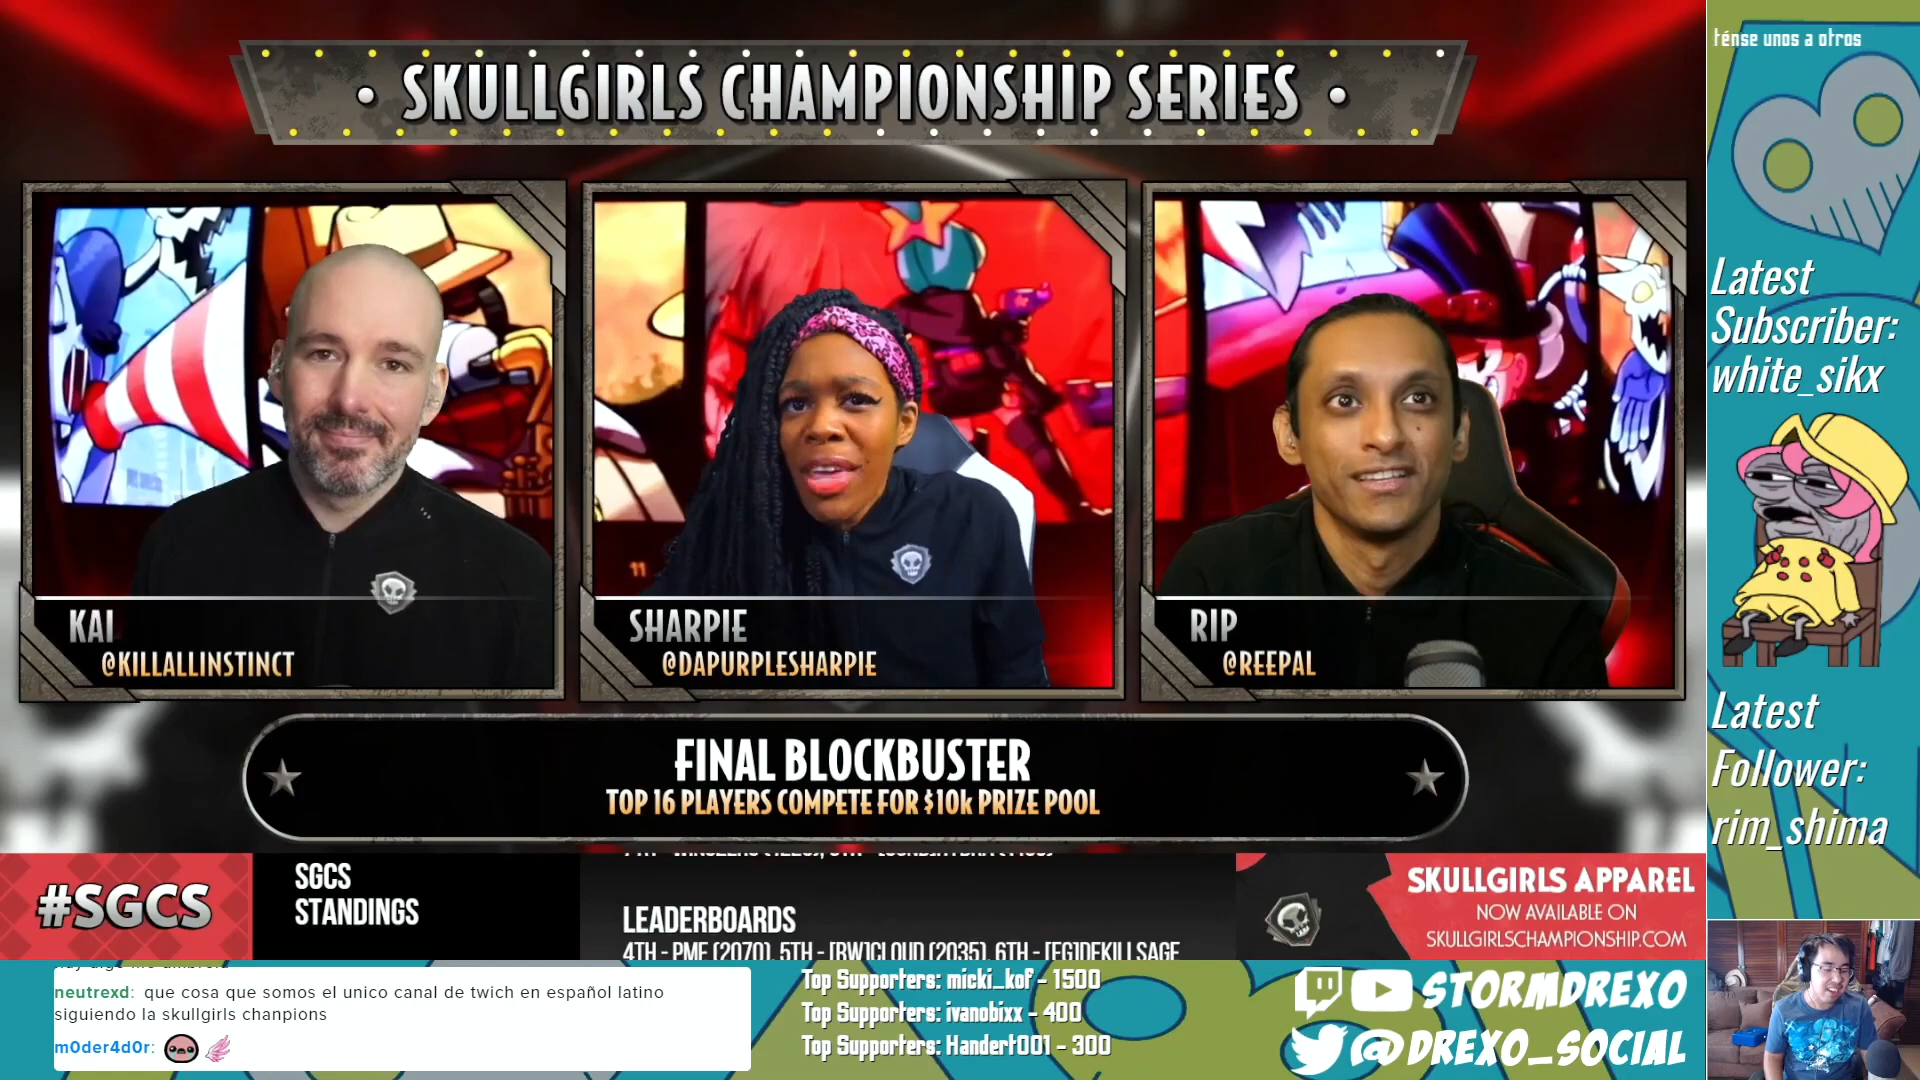 ténse unos a otros
• SKULLGIRLS CHAMPIONSHIP SERIES •
KAI
@KILLALLINSTINCT
SHARPIE
@DAPURPLESHARPIE
RIP
@REEPAL
11
FINAL BLOCKBUSTER
TOP 16 PLAYERS COMPETE FOR $10k PRIZE POOL
Latest
Subscriber:
white_sikx
Latest
Follower:
rim_shima
#SGCS
SGCS
STANDINGS
LEADERBOARDS
4TH - PME (2070), 5TH - [BW]CLOUD (2035), 6TH - [EG]DEKILLSAGE
SKULLGIRLS APPAREL
NOW AVAILABLE ON
SKULLGIRLSCHAMPIONSHIP.COM
neutrexd: que cosa que somos el unico canal de twich en español latino
siguiendo la skullgirls chanpions
m0der4d0r:
Top Supporters: micki_kof - 1500
Top Supporters: ivanobixx - 400
Top Supporters: Handert001 - 300
STORMDREXO
@DREXO_SOCIAL